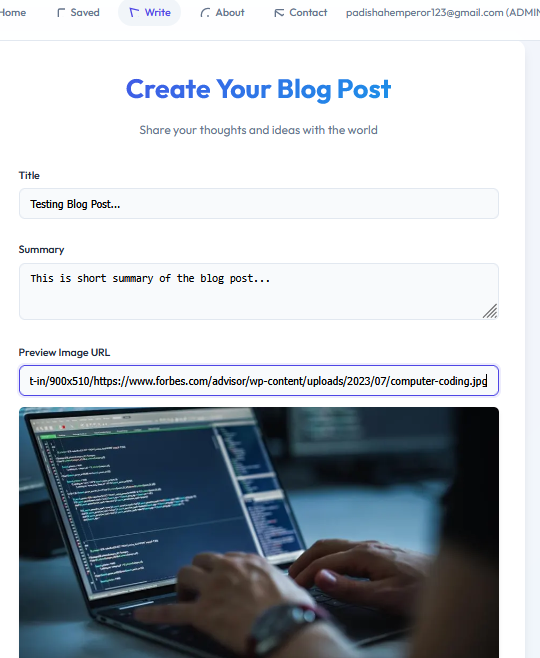 Home Saved Write About Contact padishahemperor123@gmail.com (ADMIN
Create Your Blog Post
Share your thoughts and ideas with the world
Title
Testing Blog Post...
Summary
This is short summary of the blog post...
Preview Image URL
t-in/900x510/https://www.forbes.com/advisor/wp-content/uploads/2023/07/computer-coding.jpg